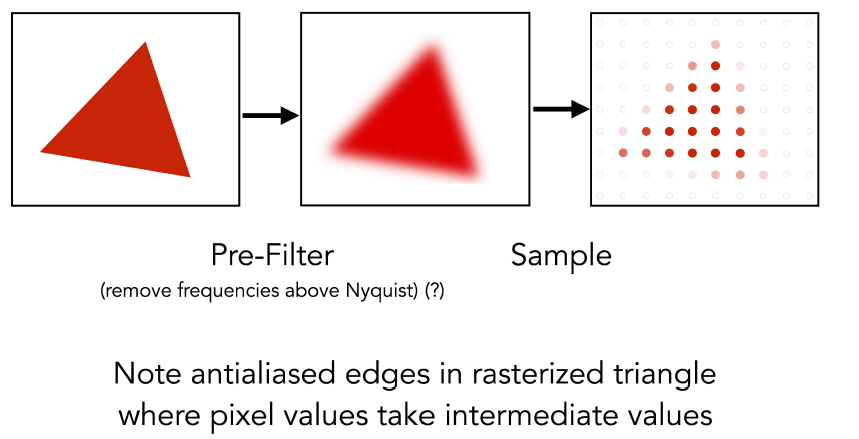 Pre-Filter
Sample
(remove frequencies above Nyquist) (?)
Note antialiased edges in rasterized triangle
where pixel values take intermediate values